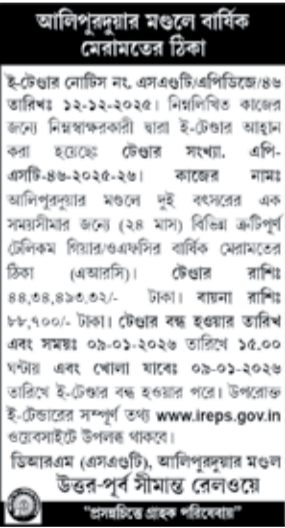 আলিপুরদুয়ার মণ্ডলে বার্ষিক
মেরামতের ঠিকা
ই-টেণ্ডার নোটিস নং. এসএণ্ডটি/এপিডিজে/৪৬
তারিখঃ ১২-১২-২০২৫। নিম্নলিখিত কাজের
জন্যে নিম্নস্বাক্ষরকারী দ্বারা ই-টেণ্ডার আহ্বান
করা হয়েছেঃ টেণ্ডার সংখ্যা. এপি-
এসটি-৪৬-২০২৫-২৬। কাজের নামঃ
আলিপুরদুয়ার মণ্ডলে দুই বৎসরের এক
সময়সীমার জন্যে (২৪ মাস) বিভিন্ন ত্রুটিপূর্ণ
টেলিকম গিয়ার/ওএফসির বার্ষিক মেরামতের
ঠিকা (এআরসি)। টেণ্ডার রাশিঃ
৪৪,৩৪,৪৯৩.৩২/- টাকা। বায়না রাশিঃ
৮৮,৭০০/- টাকা। টেণ্ডার বন্ধ হওয়ার তারিখ
এবং সময়ঃ ০৯-০১-২০২৬ তারিখে ১৫.০০
ঘণ্টায় এবং খোলা যাবেঃ ০৯-০১-২০২৬
তারিখে ই-টেণ্ডার বন্ধ হওয়ার পরে। উপরোক্ত
ই-টেণ্ডারের সম্পূর্ণ তথ্য www.ireps.gov.in
ওয়েবসাইটে উপলব্ধ থাকবে।
ডিআরএম (এসএণ্ডটি), আলিপুরদুয়ার মণ্ডল
উত্তর-পূর্ব সীমান্ত রেলওয়ে
"প্রসন্নচিত্তে গ্রাহক পরিষেবায়"